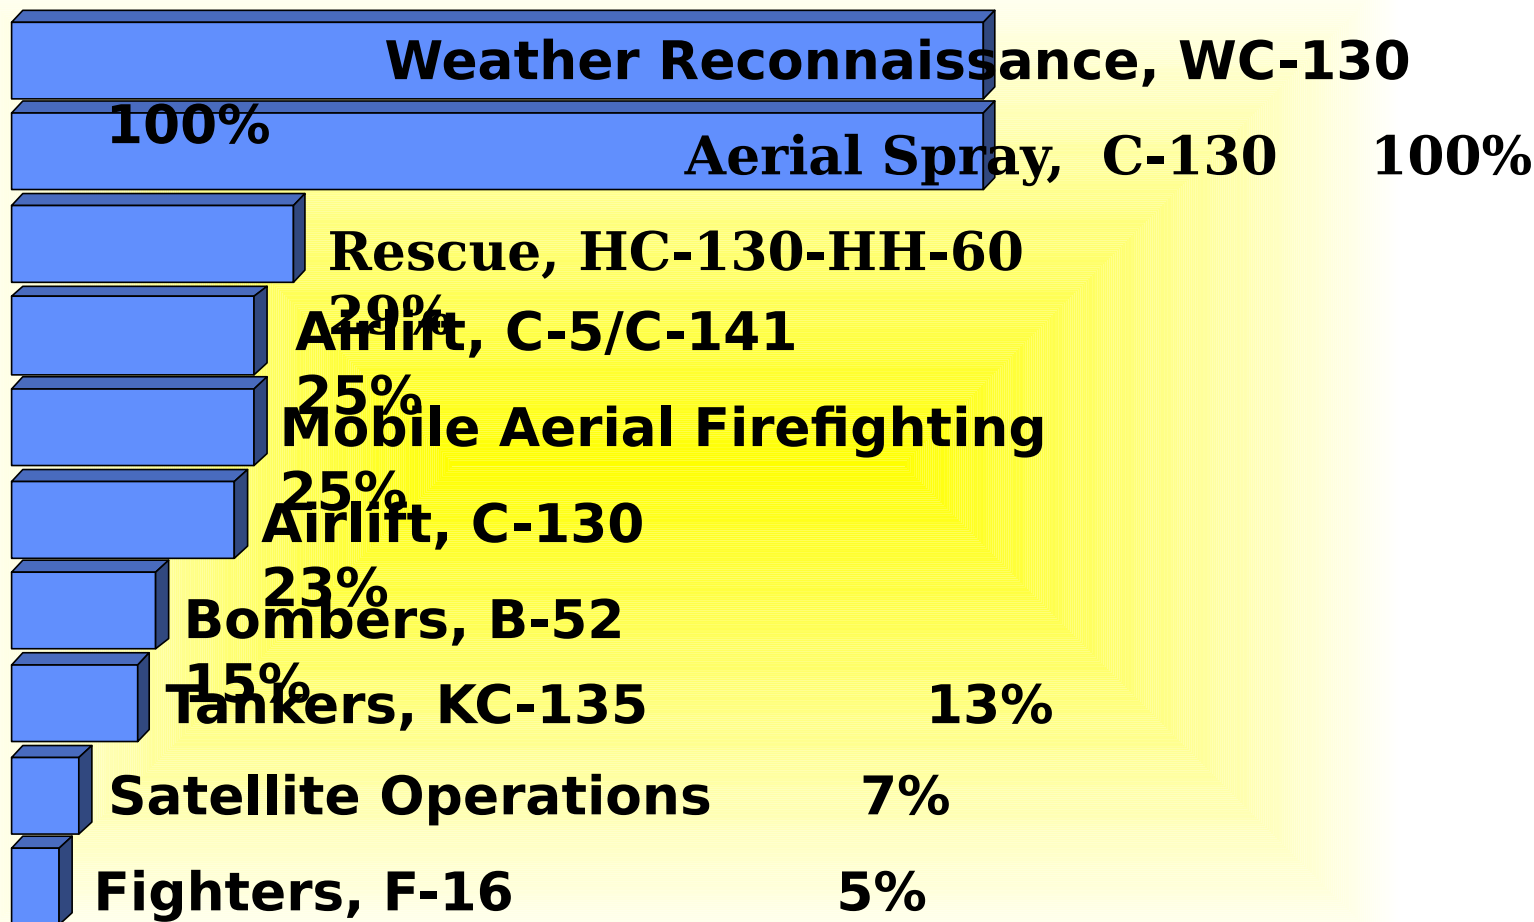 Weather Reconnaissance, WC-130
100%
Aerial Spray,  C-130 100%
Rescue, HC-130-HH-60
29%
Airlift, C-5/C-141
25%
Mobile Aerial Firefighting
25%
Airlift, C-130
23%
Bombers, B-52
15%
Tankers, KC-135 13%
Satellite Operations 7%
Fighters, F-16 5%